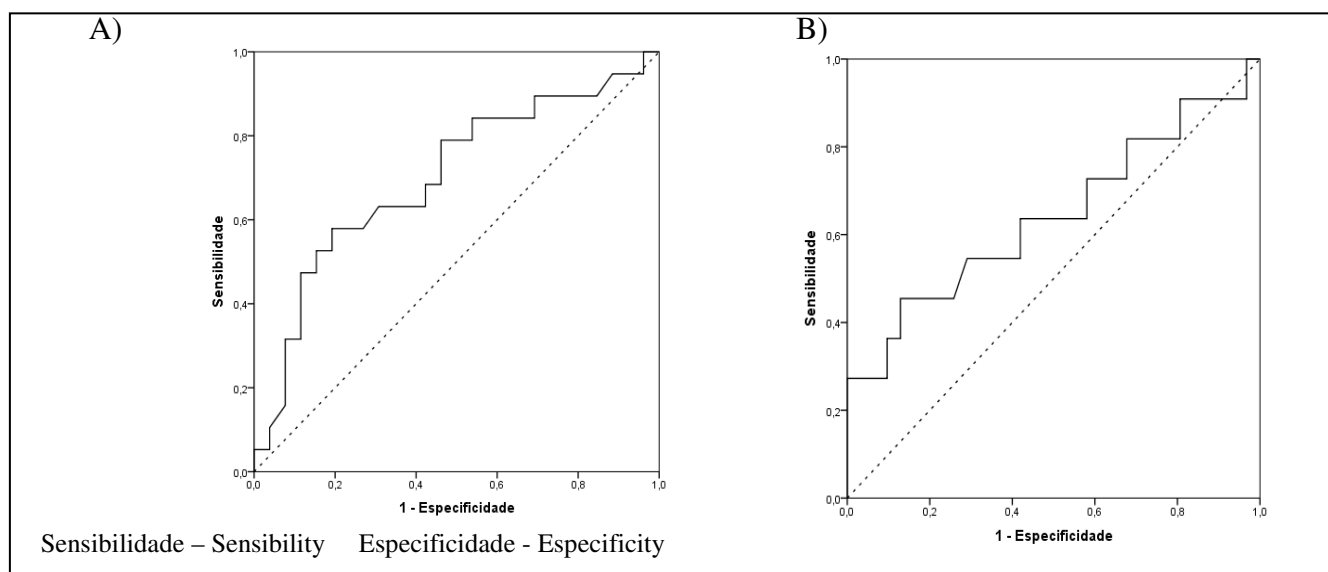 A)
B)
1,0
0,8
0,6
0,4
0,2
0,0
Sensibilidade
0,0 0,2 0,4 0,6 0,8 1,0
1 - Especificidade
1,0
0,8
0,6
0,4
0,2
0,0
Sensibilidade
0,0 0,2 0,4 0,6 0,8 1,0
1 - Especificidade
Sensibilidade – Sensibility Especificidade - Especificity